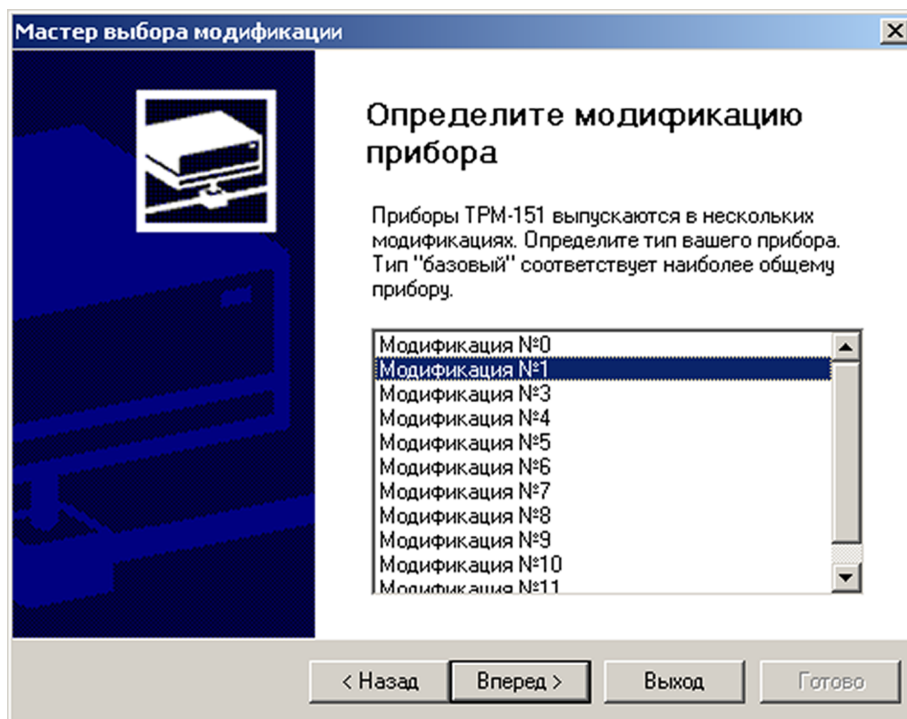 Мастер выбора модификации
Определите модификацию
прибора
Приборы ТРМ-151 выпускаются в нескольких
модификациях. Определите тип вашего прибора.
Тип "базовый" соответствует наиболее общему
прибору.
Модификация №0
Модификация №1
Модификация №3
Модификация №4
Модификация №5
Модификация №6
Модификация №7
Модификация №8
Модификация №9
Модификация №10
Модификация №11
< Назад
Вперед >
Выход
Готово